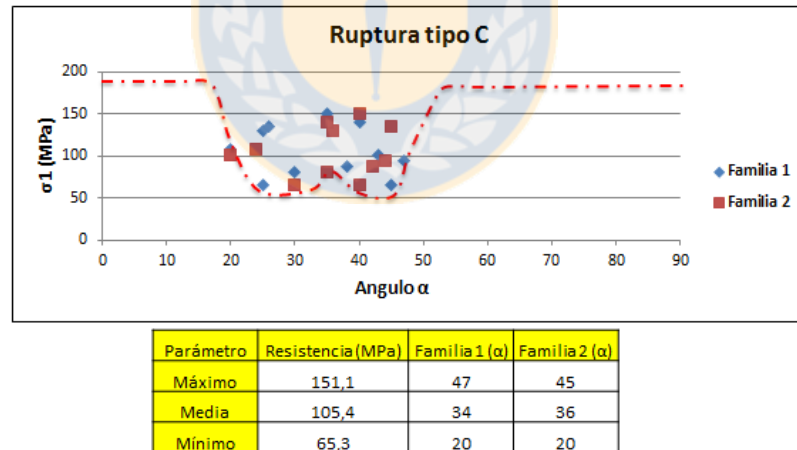 Ruptura tipo C
σ1 (MPa)
200
150
100
50
0
0 10 20 30 40 50 60 70 80 90
Angulo α
Familia 1
Familia 2
Parámetro Resistencia (MPa) Familia 1 (α) Familia 2 (α)
Máximo 151,1 47 45
Media 105,4 34 36
Mínimo 65,3 20 20